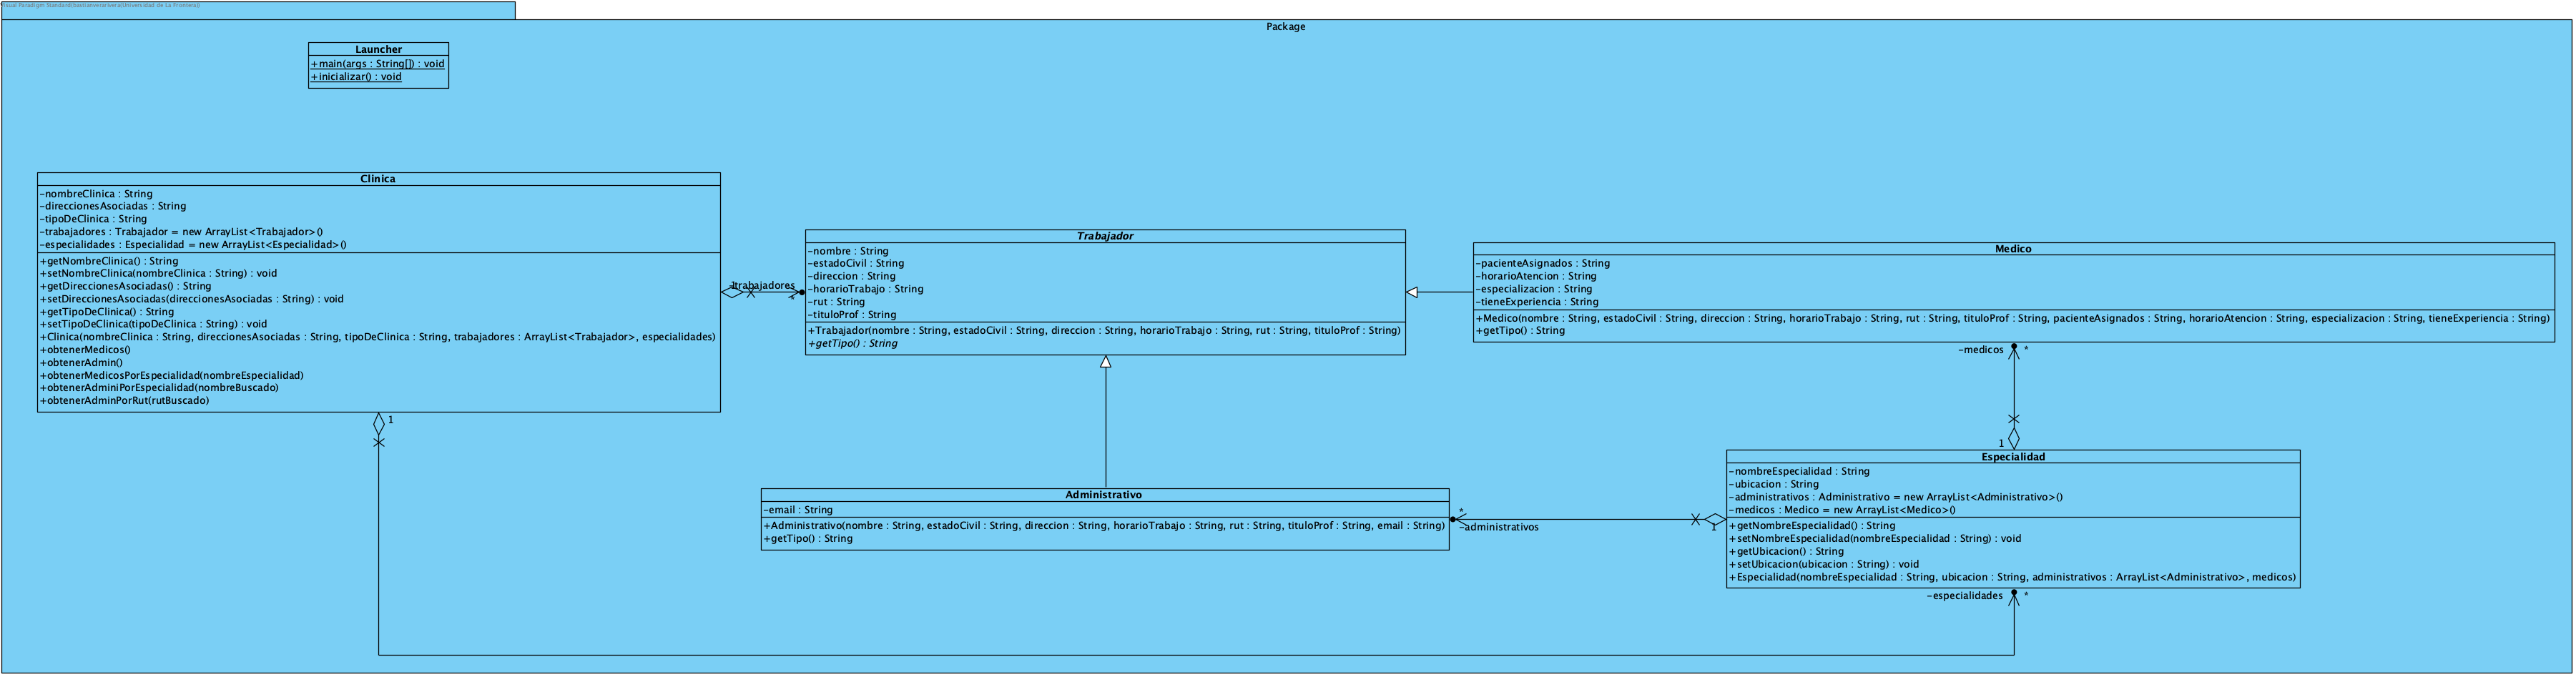 Visual Paradigm Standard(bastianvivarivera(Universidad de La Frontera))
Package
Launcher
+main(args : String[]) : void
+inicializar() : void
Clinica
-nombreClinica : String
-direccionesAsociadas : String
-tipoDeClinica : String
-trabajadores : Trabajador = new ArrayList<Trabajador>()
-especialidades : Especialidad = new ArrayList<Especialidad>()
+getNombreClinica() : String
+setNombreClinica(nombreClinica : String) : void
+getDireccionesAsociadas() : String
+setDireccionesAsociadas(direccionesAsociadas : String) : void
+getTipoDeClinica() : String
+setTipoDeClinica(tipoDeClinica : String) : void
+Clinica(nombreClinica : String, direccionesAsociadas : String, tipoDeClinica : String, trabajadores : ArrayList<Trabajador>, especialidades)
+obtenerMedicos()
+obtenerAdmin()
+obtenerMedicosPorEspecialidad(nombreEspecialidad)
+obtenerAdminiPorEspecialidad(nombreBuscado)
+obtenerAdminPorRut(rutBuscado)
1
-trabajadores
*
Trabajador
-nombre : String
-estadoCivil : String
-direccion : String
-horarioTrabajo : String
-rut : String
-tituloProf : String
+Trabajador(nombre : String, estadoCivil : String, direccion : String, horarioTrabajo : String, rut : String, tituloProf : String)
+getTipo() : String
Medico
-pacienteAsignados : String
-horarioAtencion : String
-especializacion : String
-tieneExperiencia : String
+Medico(nombre : String, estadoCivil : String, direccion : String, horarioTrabajo : String, rut : String, tituloProf : String, pacienteAsignados : String, horarioAtencion : String, especializacion : String, tieneExperiencia : String)
+getTipo() : String
-medicos
*
1
1
Administrativo
-email : String
+Administrativo(nombre : String, estadoCivil : String, direccion : String, horarioTrabajo : String, rut : String, tituloProf : String, email : String)
+getTipo() : String
*
-administrativos
1
Especialidad
-nombreEspecialidad : String
-ubicacion : String
-administrativos : Administrativo = new ArrayList<Administrativo>()
-medicos : Medico = new ArrayList<Medico>()
+getNombreEspecialidad() : String
+setNombreEspecialidad(nombreEspecialidad : String) : void
+getUbicacion() : String
+setUbicacion(ubicacion : String) : void
+Especialidad(nombreEspecialidad : String, ubicacion : String, administrativos : ArrayList<Administrativo>, medicos)
-especialidades
*